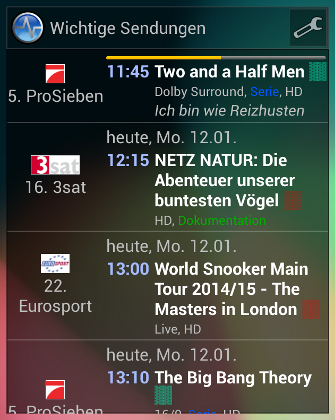 Wichtige Sendungen
5. ProSieben
11:45 Two and a Half Men
Dolby Surround, Serie, HD
Ich bin wie Reizhusten
3sat
16. 3sat
heute, Mo. 12.01.
12:15 NETZ NATUR: Die
Abenteuer unserer
buntesten Vögel
HD, Dokumentation
EUROSPORT
22.
Eurosport
heute, Mo. 12.01.
13:00 World Snooker Main
Tour 2014/15 - The
Masters in London
Live, HD
5. ProSieben
heute, Mo. 12.01.
13:10 The Big Bang Theory
16/9, Serie, HD